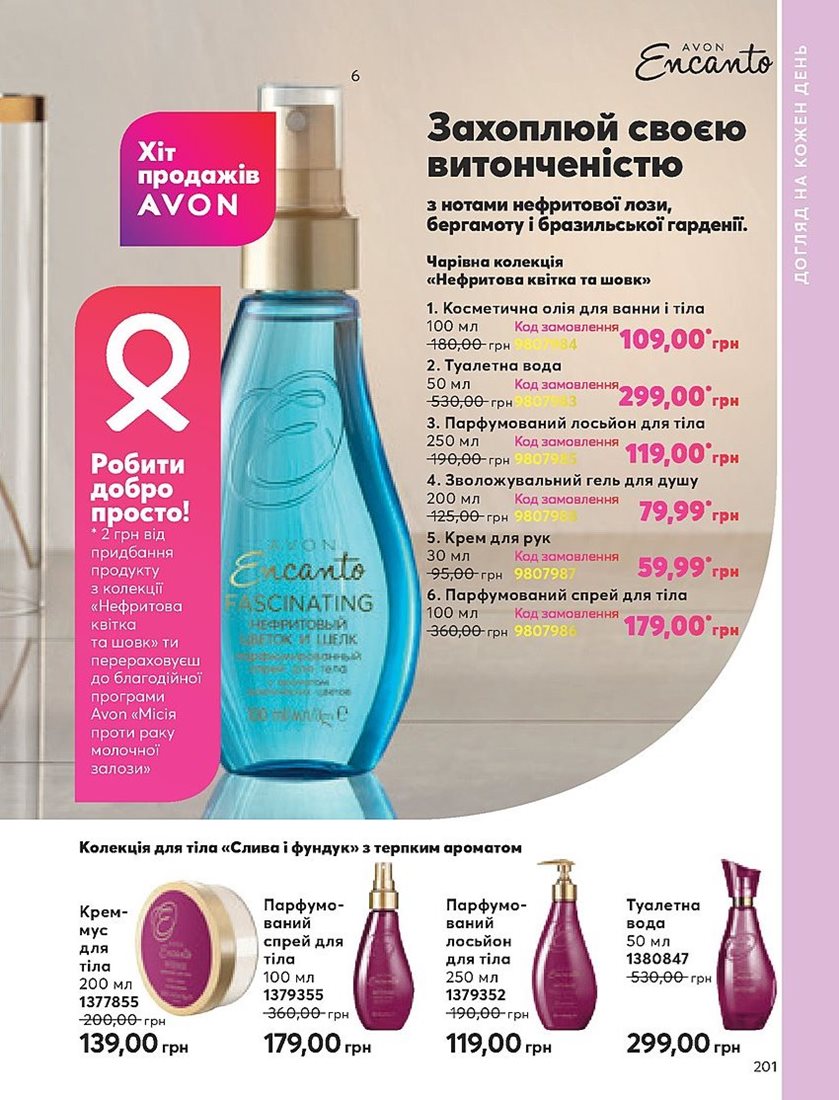 6
AVON
Encanto
ДОГЛЯД НА КОЖЕН ДЕНЬ
Хіт
продажів
AVON
Захоплюй своєю
витонченістю
з нотами нефритової лози,
бергамоту і бразильської гарденії.
Чарівна колекція
«Нефритова квітка та шовк»
1. Косметична олія для ванни і тіла
100 мл Код замовлення
180,00 грн 9807984 109,00* грн
2. Туалетна вода
50 мл Код замовлення
530,00 грн 9807983 299,00* грн
3. Парфумований лосьйон для тіла
250 мл Код замовлення
190,00 грн 9807985 119,00* грн
4. Зволожувальний гель для душу
200 мл Код замовлення
125,00 грн 79,99* грн
5. Крем для рук
30 мл Код замовлення
95,00 грн 9807987 59,99* грн
6. Парфумований спрей для тіла
100 мл Код замовлення
360,00 грн 9807986 179,00* грн
Робити
добро
просто!
* 2 грн від
придбання
продукту
з колекції
«Нефритова
квітка
та шовк» ти
перераховуєш
до благодійної
програми
Avon «Місія
проти раку
молочної
залози»
AVON
Encanto
FASCINATING
НЕФРИТОВЫЙ
ЦВЕТОК И ШЕЛК
парфюмированный
спрей для тела
с ароматом
Колекція для тіла «Слива і фундук» з терпким ароматом
Крем-
мус
для
тіла
200 мл
1377855
200,00 грн
139,00 грн
Encanto
Парфумо-
ваний
спрей для
тіла
100 мл
1379355
360,00 грн
179,00 грн
Encanto
Парфумо-
ваний
лосьйон
для тіла
250 мл
1379352
190,00 грн
119,00 грн
Encanto
Туалетна
вода
50 мл
1380847
530,00 грн
299,00 грн
201